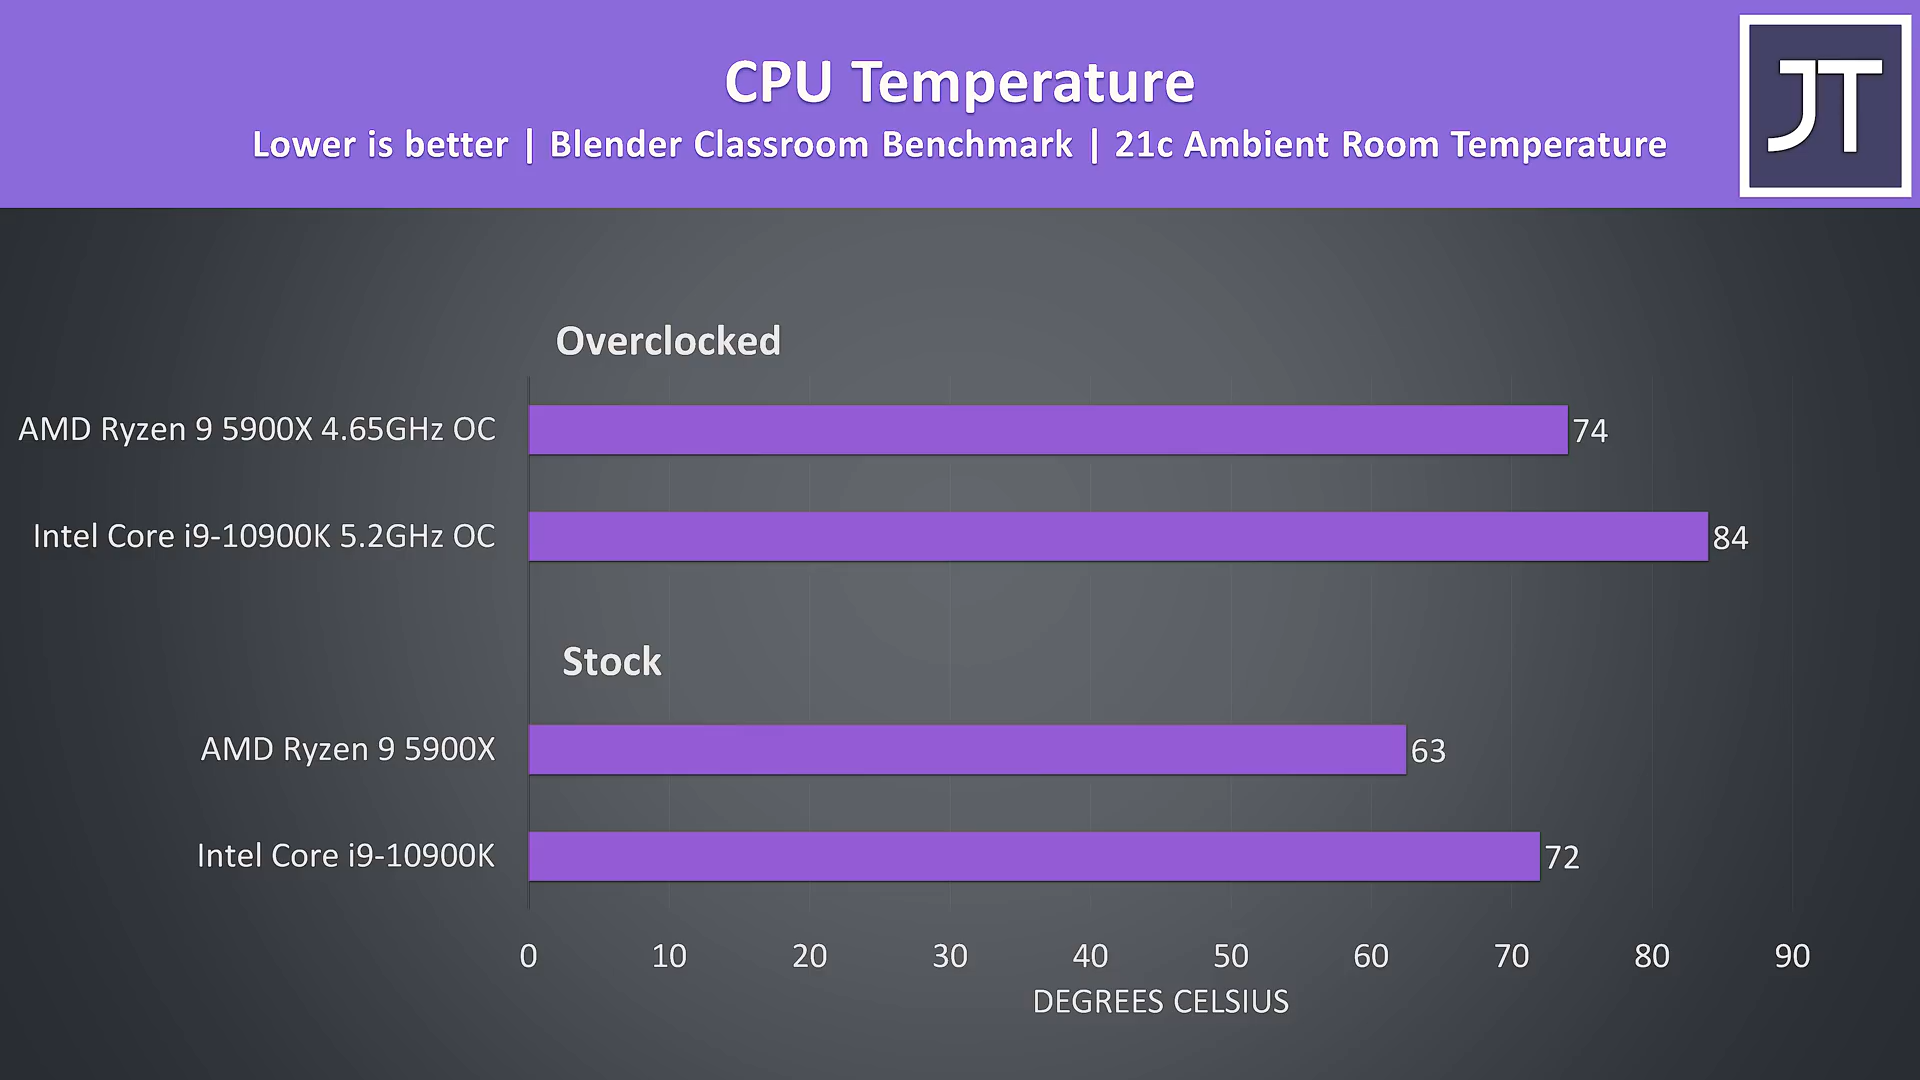 CPU Temperature
Lower is better | Blender Classroom Benchmark | 21c Ambient Room Temperature
JT
Overclocked
AMD Ryzen 9 5900X 4.65GHz OC 74
Intel Core i9-10900K 5.2GHz OC 84
Stock
AMD Ryzen 9 5900X 63
Intel Core i9-10900K 72
0 10 20 30 40 50 60 70 80 90
DEGREES CELSIUS